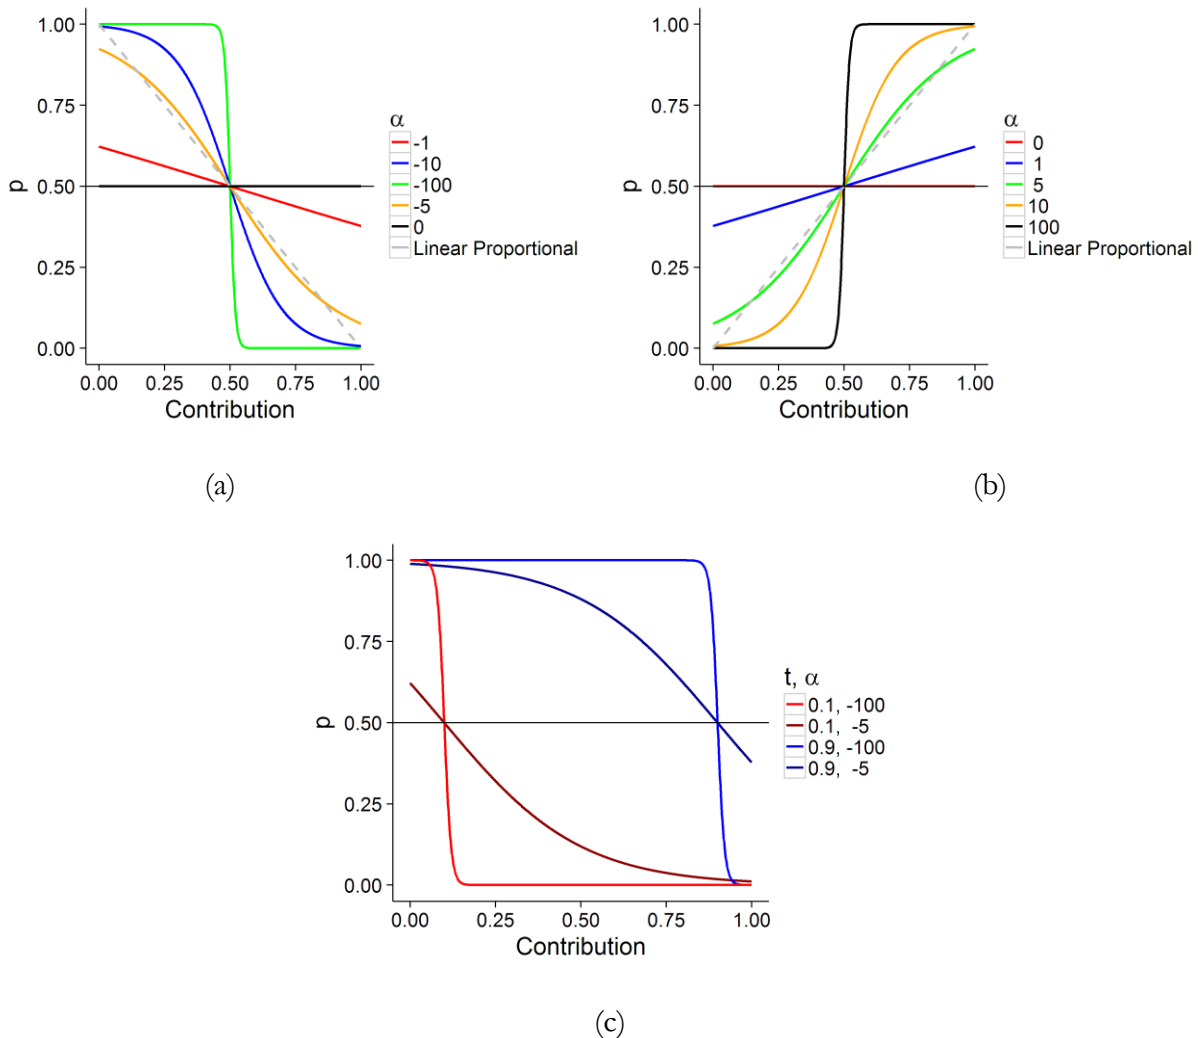 1.00
0.75
0.50
0.25
0.00
p
0.00 0.25 0.50 0.75 1.00
Contribution
α
-1
-10
-100
-5
0
Linear Proportional
(a)
1.00
0.75
0.50
0.25
0.00
p
0.00 0.25 0.50 0.75 1.00
Contribution
α
0
1
5
10
100
Linear Proportional
(b)
1.00
0.75
0.50
0.25
0.00
p
0.00 0.25 0.50 0.75 1.00
Contribution
t, α
0.1, -100
0.1, -5
0.9, -100
0.9, -5
(c)